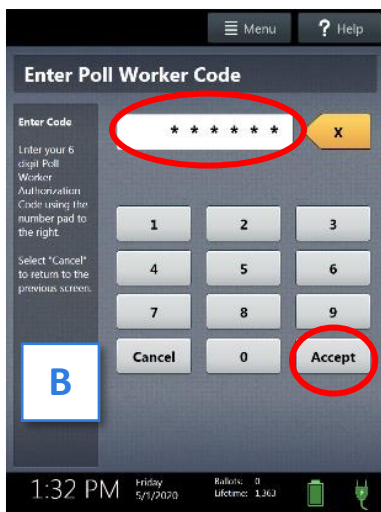 Menu
? Help
Enter Poll Worker Code
Enter Code
Enter your 6
digit Poll
Worker
Authorization
Code using the
number pad to
the right.
Select "Cancel"
to return to the
previous screen.
* * * * * *
X
1 2 3
4 5 6
7 8 9
Cancel 0 Accept
B
1:32 PM
Friday
5/1/2020
Ballots: 0
Lifetime: 1,363